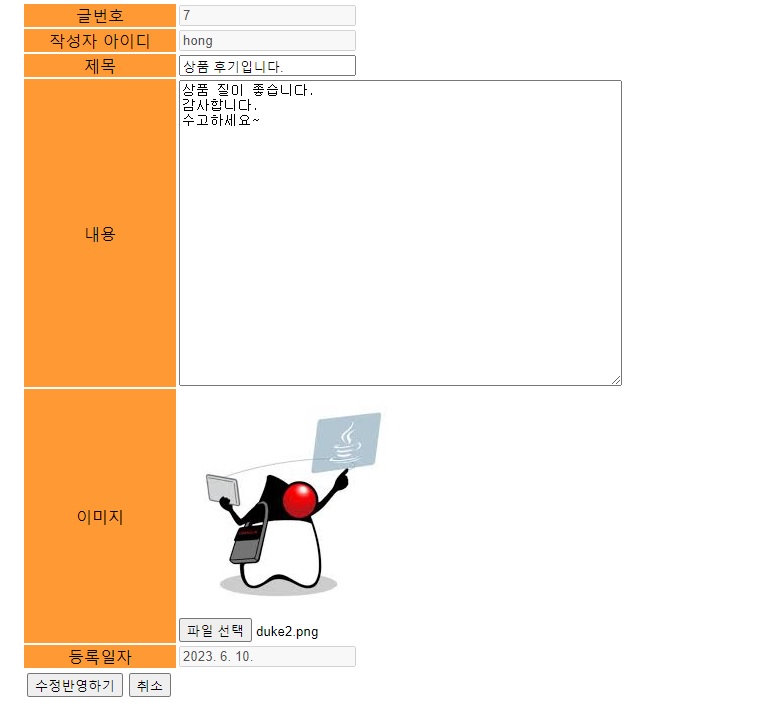 글번호 7
작성자 아이디 hong
제목 상품 후기입니다.
상품 질이 좋습니다.
감사합니다.
수고하세요~
내용
이미지
파일 선택 duke2.png
등록일자 2023. 6. 10.
수정반영하기 취소